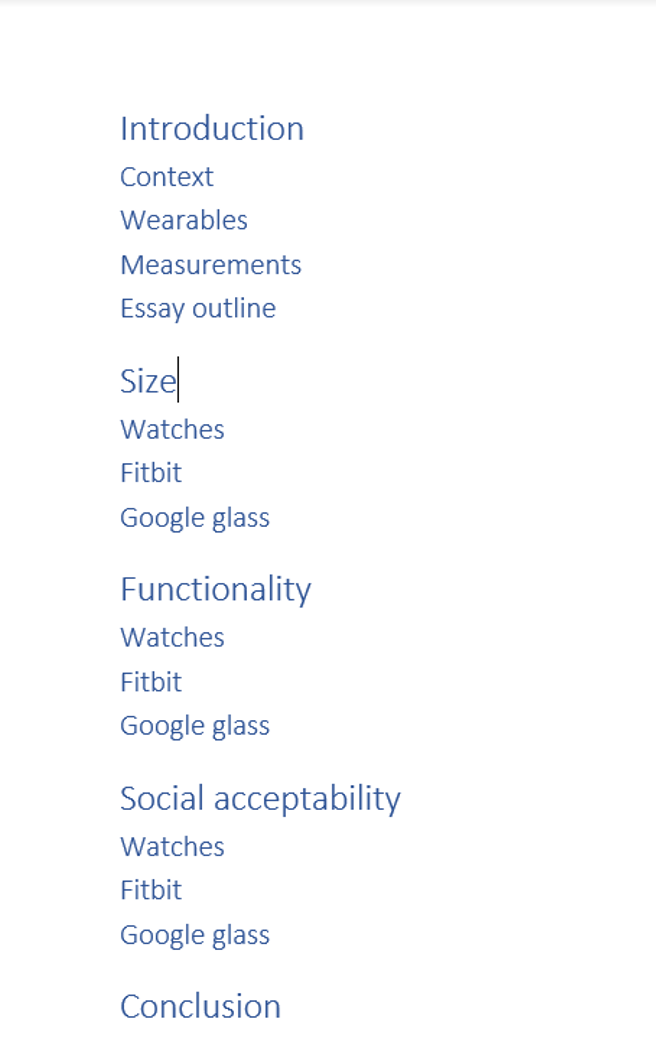 Introduction
Context
Wearables
Measurements
Essay outline
Size
Watches
Fitbit
Google glass
Functionality
Watches
Fitbit
Google glass
Social acceptability
Watches
Fitbit
Google glass
Conclusion